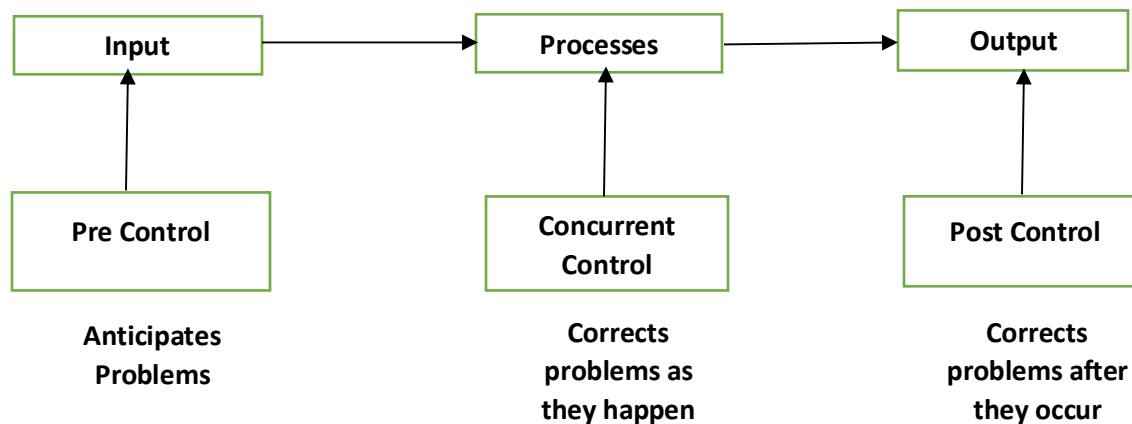 Input
Processes
Output
Pre Control
Concurrent
Control
Post Control
Anticipates
Problems
Corrects
problems as
they happen
Corrects
problems after
they occur